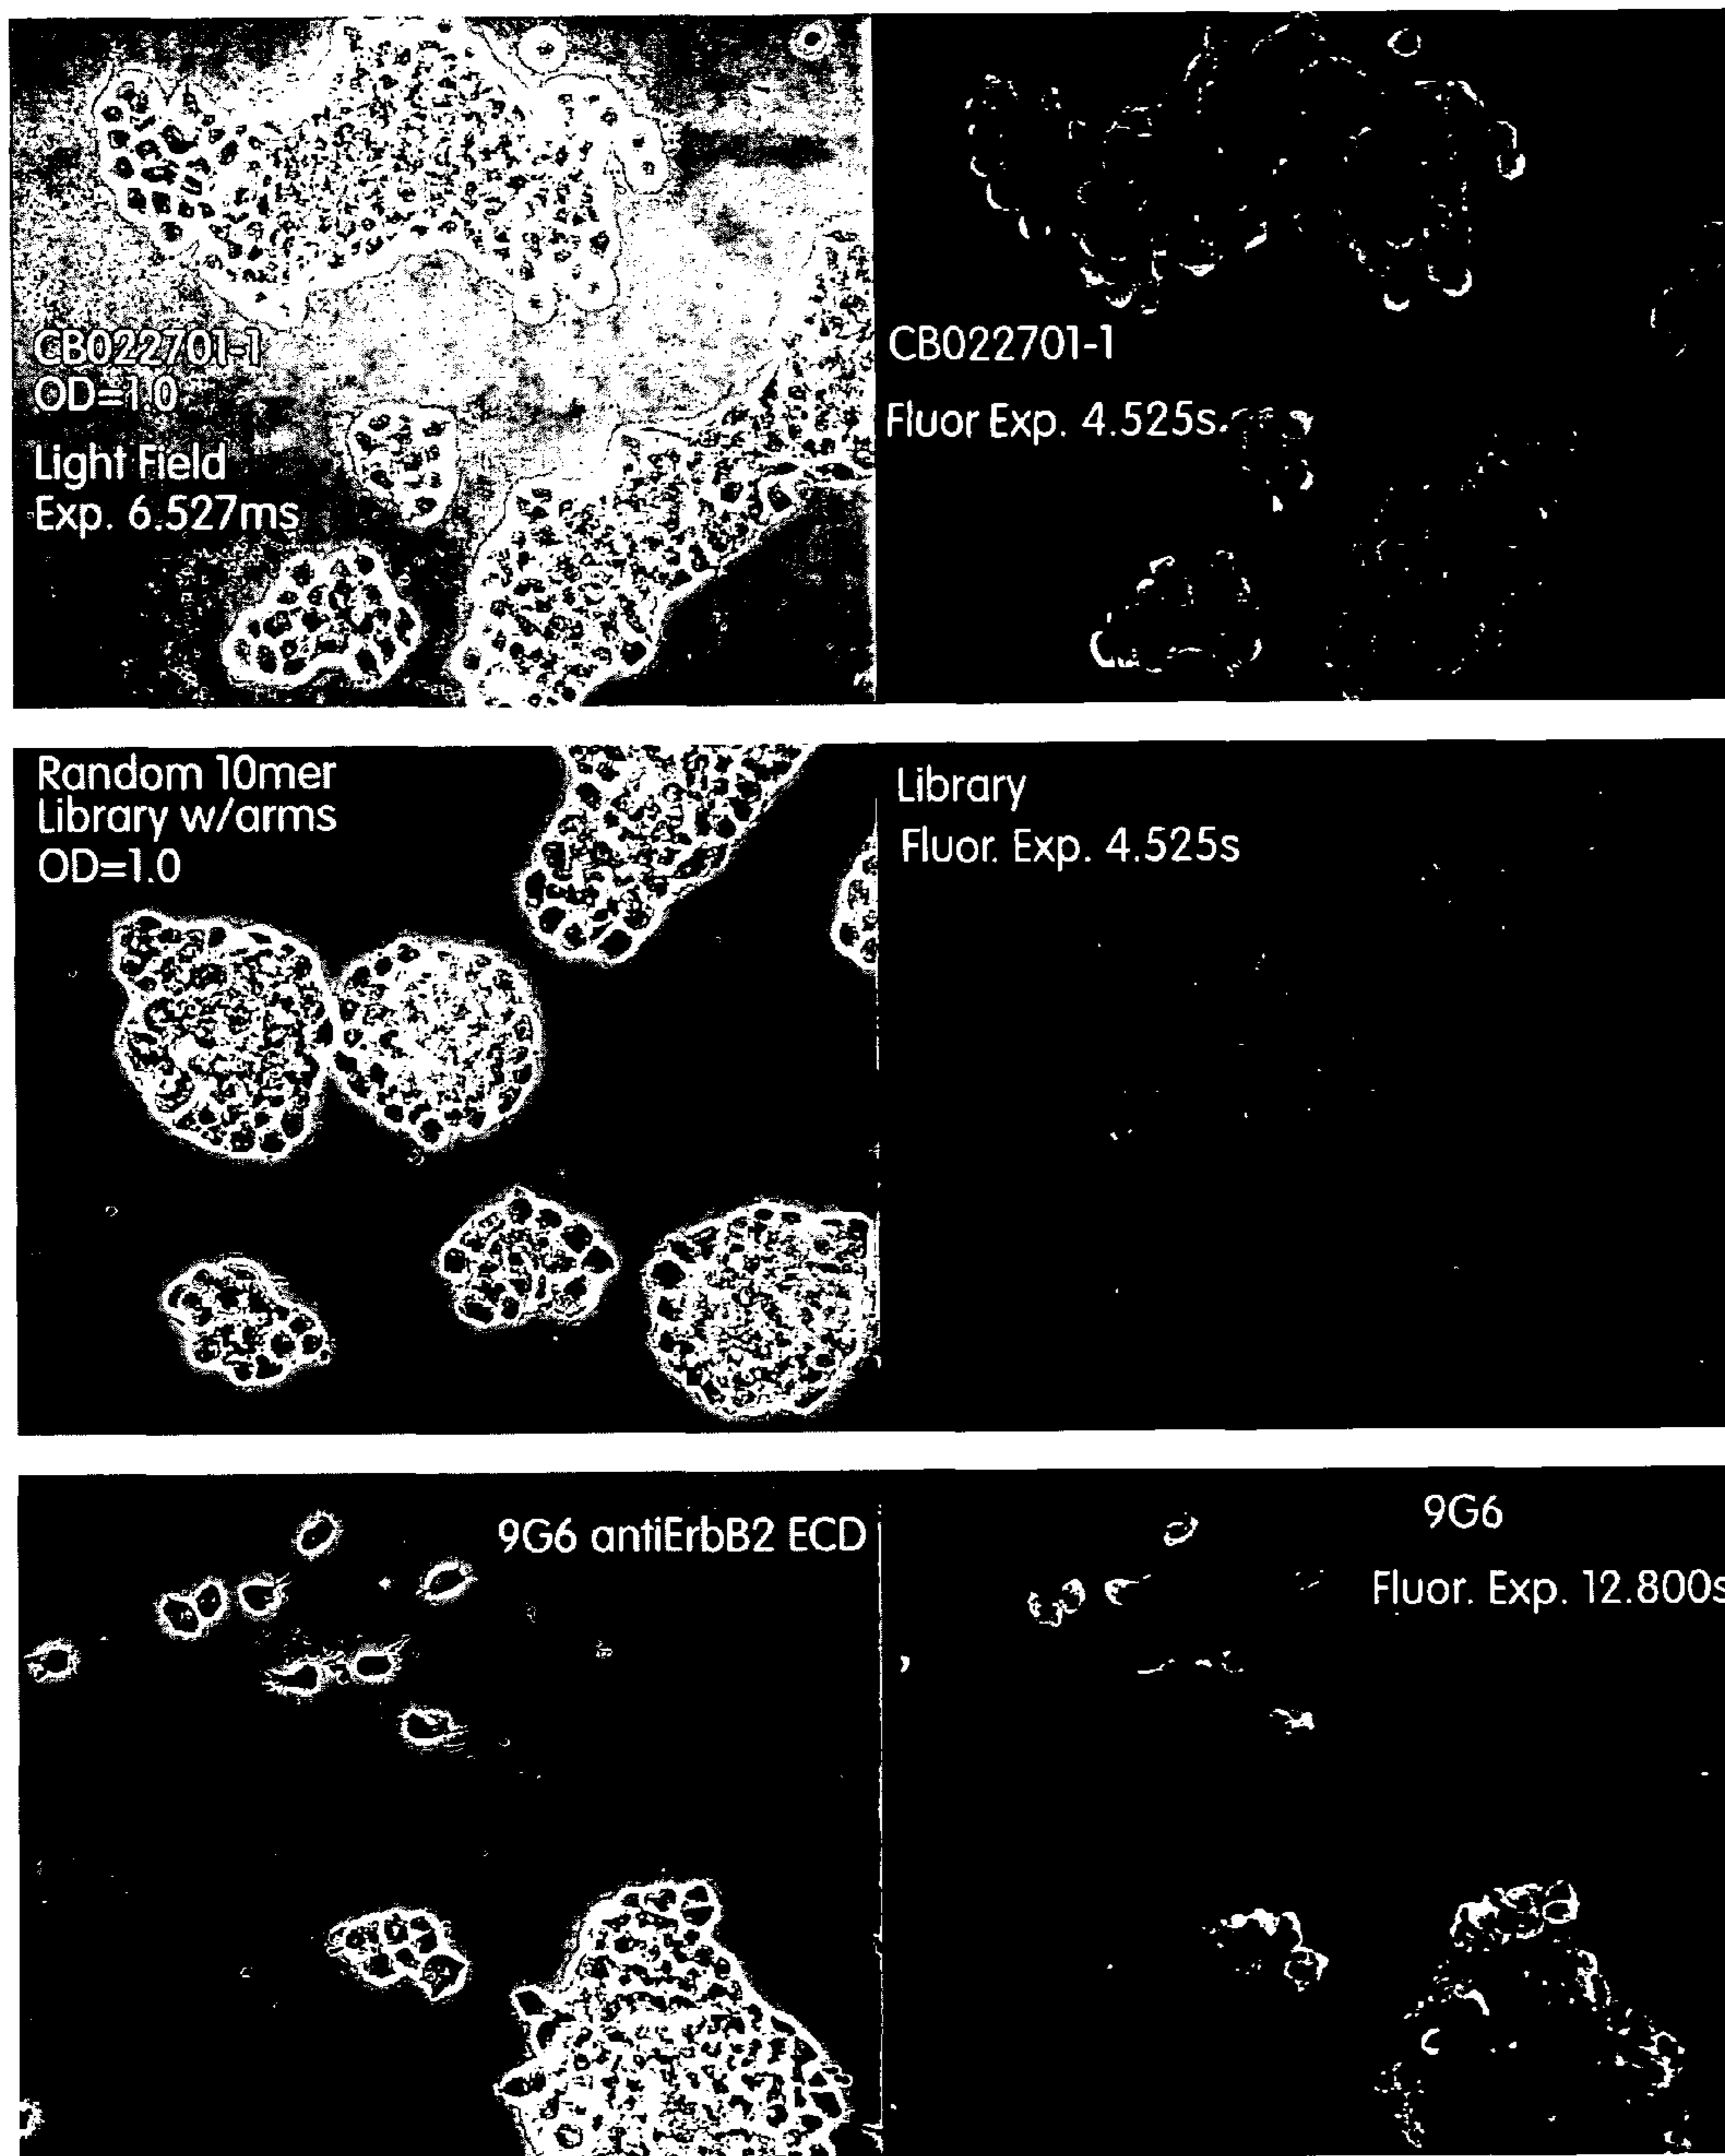 CB022701-1
OD=1.0
Light Field
Exp. 6.527ms
CB022701-1
Fluor Exp. 4.525s
Random 10mer
Library w/arms
OD=1.0
Library
Fluor. Exp. 4.525s
9G6 antiErbB2 ECD
9G6
Fluor. Exp. 12.800s